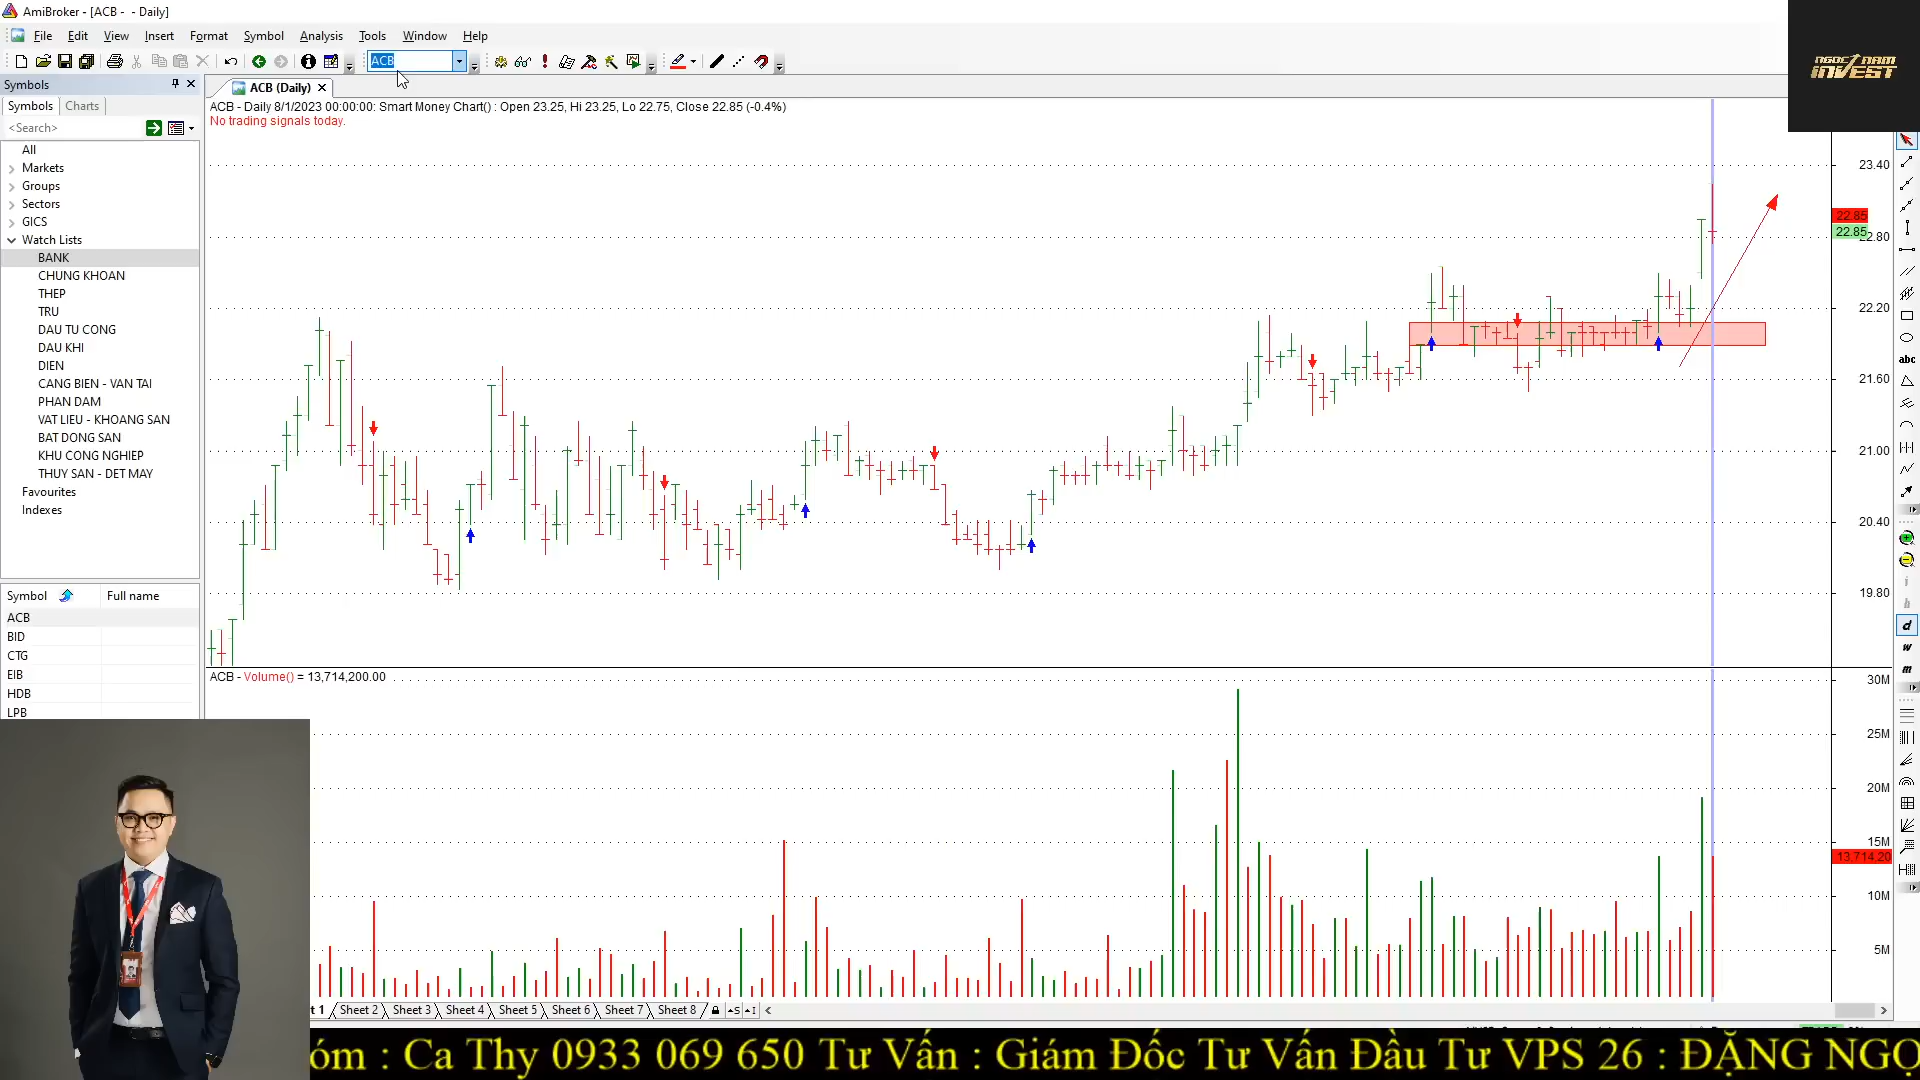 AmiBroker - [ACB - - Daily]
File Edit View Insert Format Symbol Analysis Tools Window Help
ACB
NGOC NAM
INVEST
Symbols
ACB (Daily)
Symbols Charts
<Search>
All
Markets
Groups
Sectors
GICS
Watch Lists
BANK
CHUNG KHOAN
THEP
TRU
DAU TU CONG
DAU KHI
DIEN
CANG BIEN - VAN TAI
PHAN DAM
VAT LIEU - KHOANG SAN
BAT DONG SAN
KHU CONG NGHIEP
THUY SAN - DET MAY
Favourites
Indexes
Symbol Full name
ACB
BID
CTG
EIB
HDB
LPB
ACB - Daily 8/1/2023 00:00:00: Smart Money Chart() : Open 23.25, Hi 23.25, Lo 22.75, Close 22.85 (-0.4%)
No trading signals today.
23.40
22.85
22.85
22.80
22.20
21.60
21.00
20.40
19.80
ACB - Volume() = 13,714,200.00
30M
25M
20M
15M
13,714,20
10M
5M
abc
i
h
d
w
m
t 1 Sheet 2 Sheet 3 Sheet 4 Sheet 5 Sheet 6 Sheet 7 Sheet 8
óm : Ca Thy 0933 069 650 Tư Vấn : Giám Đốc Tư Vấn Đầu Tư VPS 26 : ĐẶNG NGỌ